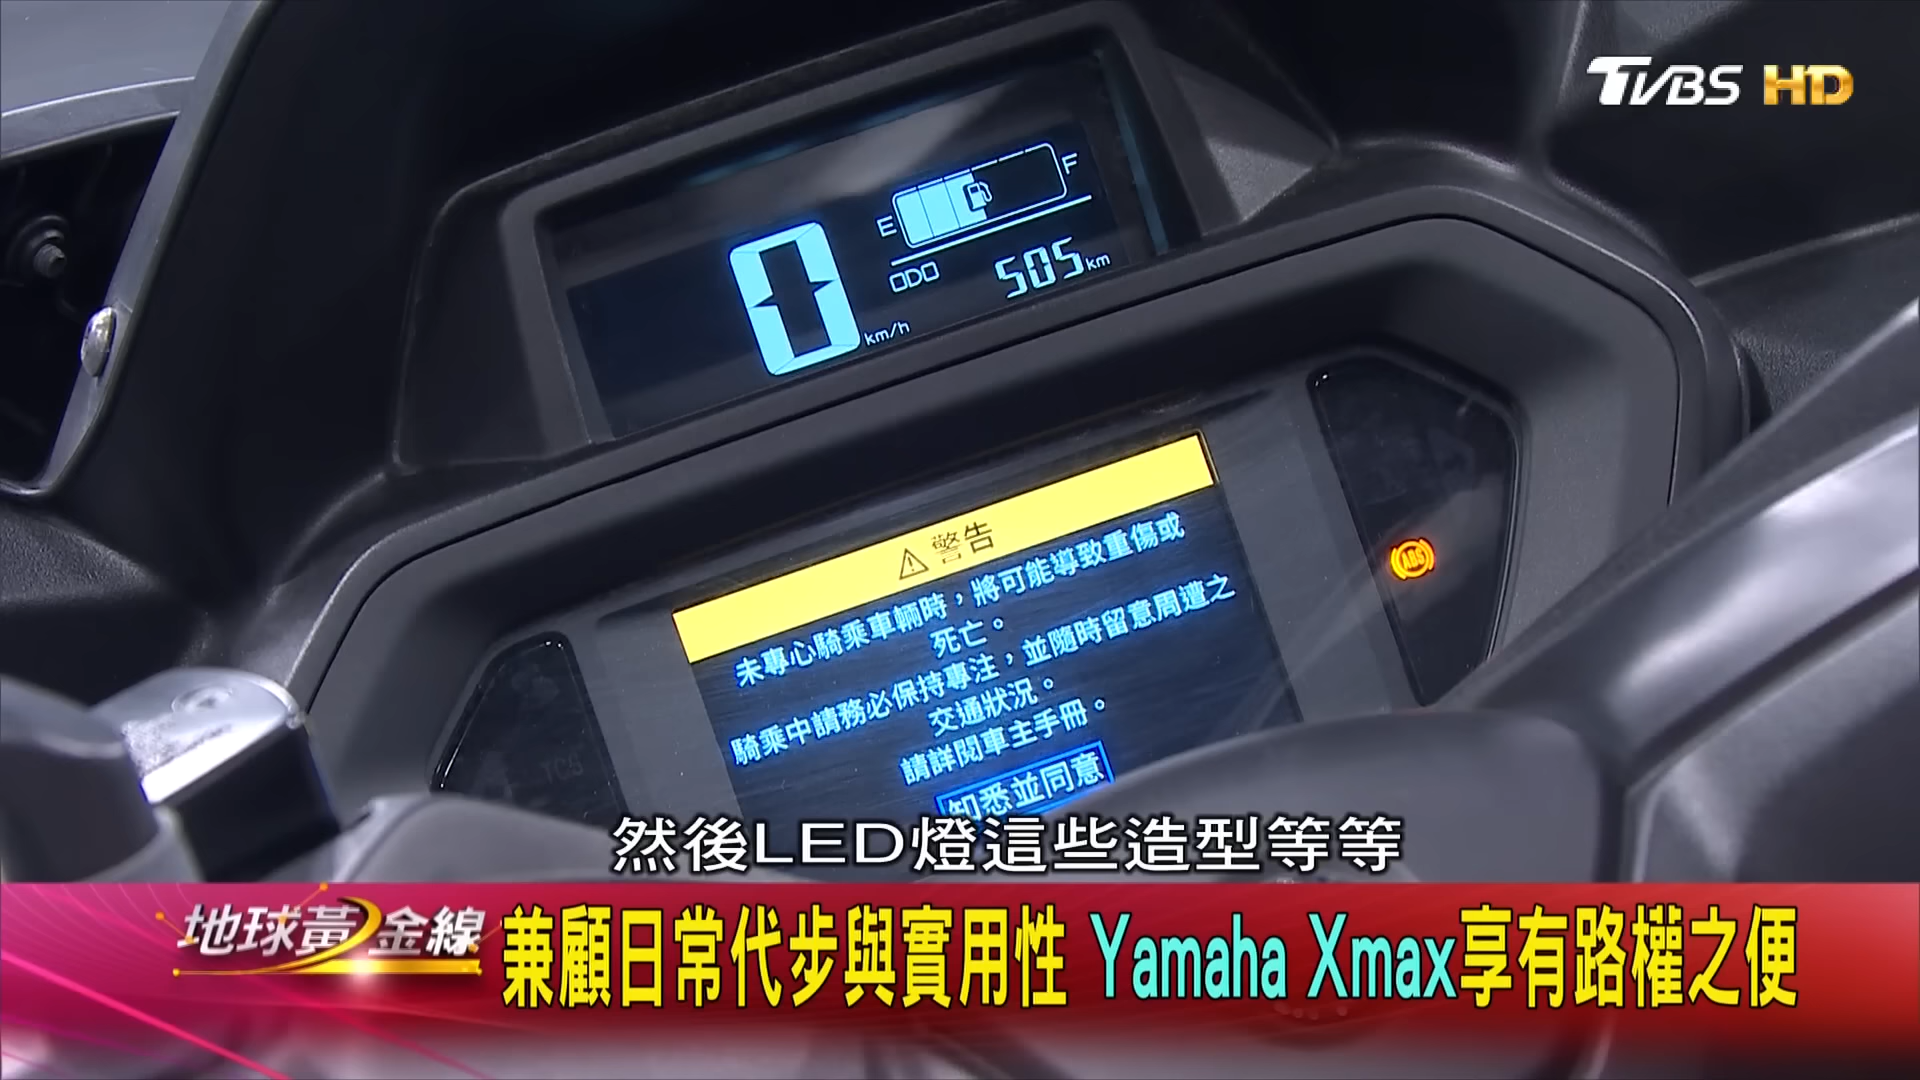 TVBS HD
E F
ODO 505 km
0 km/h
⚠警告
未專心騎乘車輛時，將可能導致重傷或
死亡。
騎乘中請務必保持專注，並隨時留意周遭之
交通狀況。
請詳閱車主手冊。
知悉並同意
ABS
TCS
然後LED燈這些造型等等
地球黃金線
兼顧日常代步與實用性 Yamaha Xmax享有路權之便